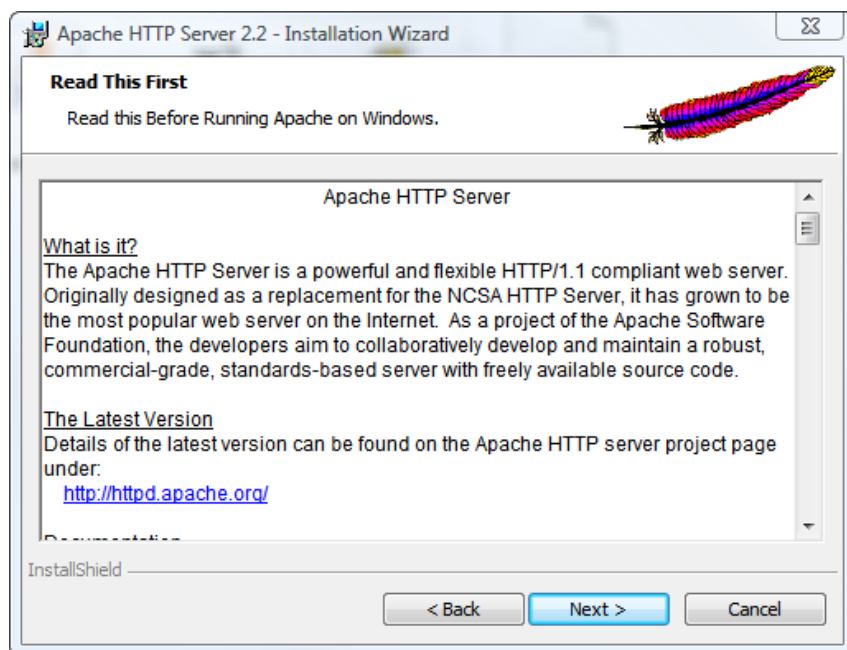 Apache HTTP Server 2.2 - Installation Wizard
Read This First
Read this Before Running Apache on Windows.
Apache HTTP Server
What is it?
The Apache HTTP Server is a powerful and flexible HTTP/1.1 compliant web server.
Originally designed as a replacement for the NCSA HTTP Server, it has grown to be
the most popular web server on the Internet.  As a project of the Apache Software
Foundation, the developers aim to collaboratively develop and maintain a robust,
commercial-grade, standards-based server with freely available source code.
The Latest Version
Details of the latest version can be found on the Apache HTTP server project page
under:
http://httpd.apache.org/
Documentation
InstallShield
< Back Next > Cancel